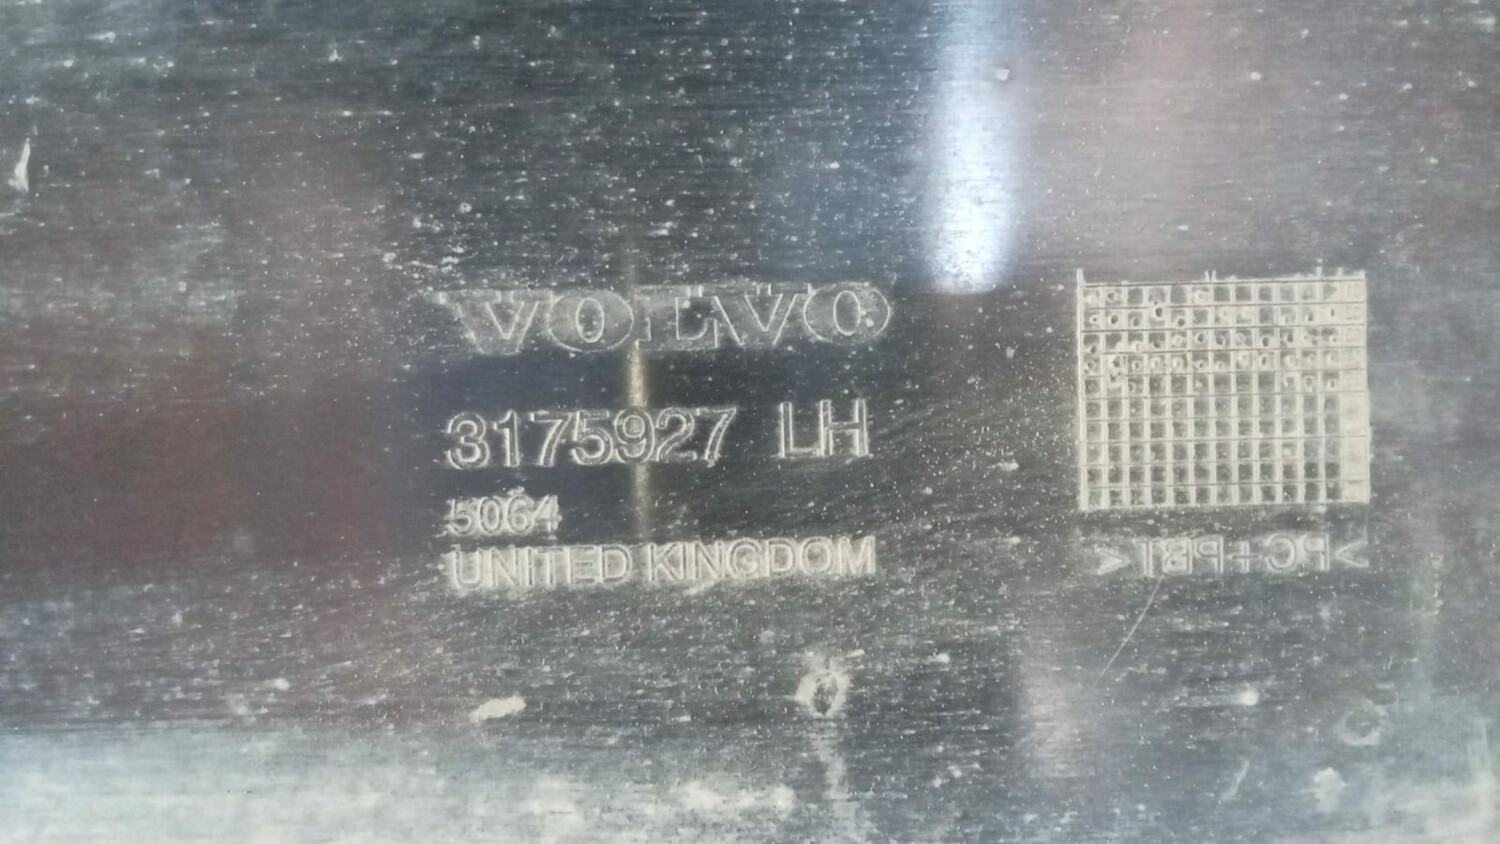 VOLVO
3175927 LH
5064
UNITED KINGDOM
>PC+PBT<